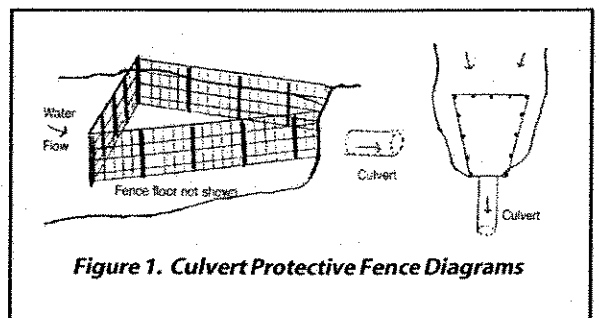 Water
Flow
Fence floor not shown
Culvert
Culvert
Figure 1. Culvert Protective Fence Diagrams